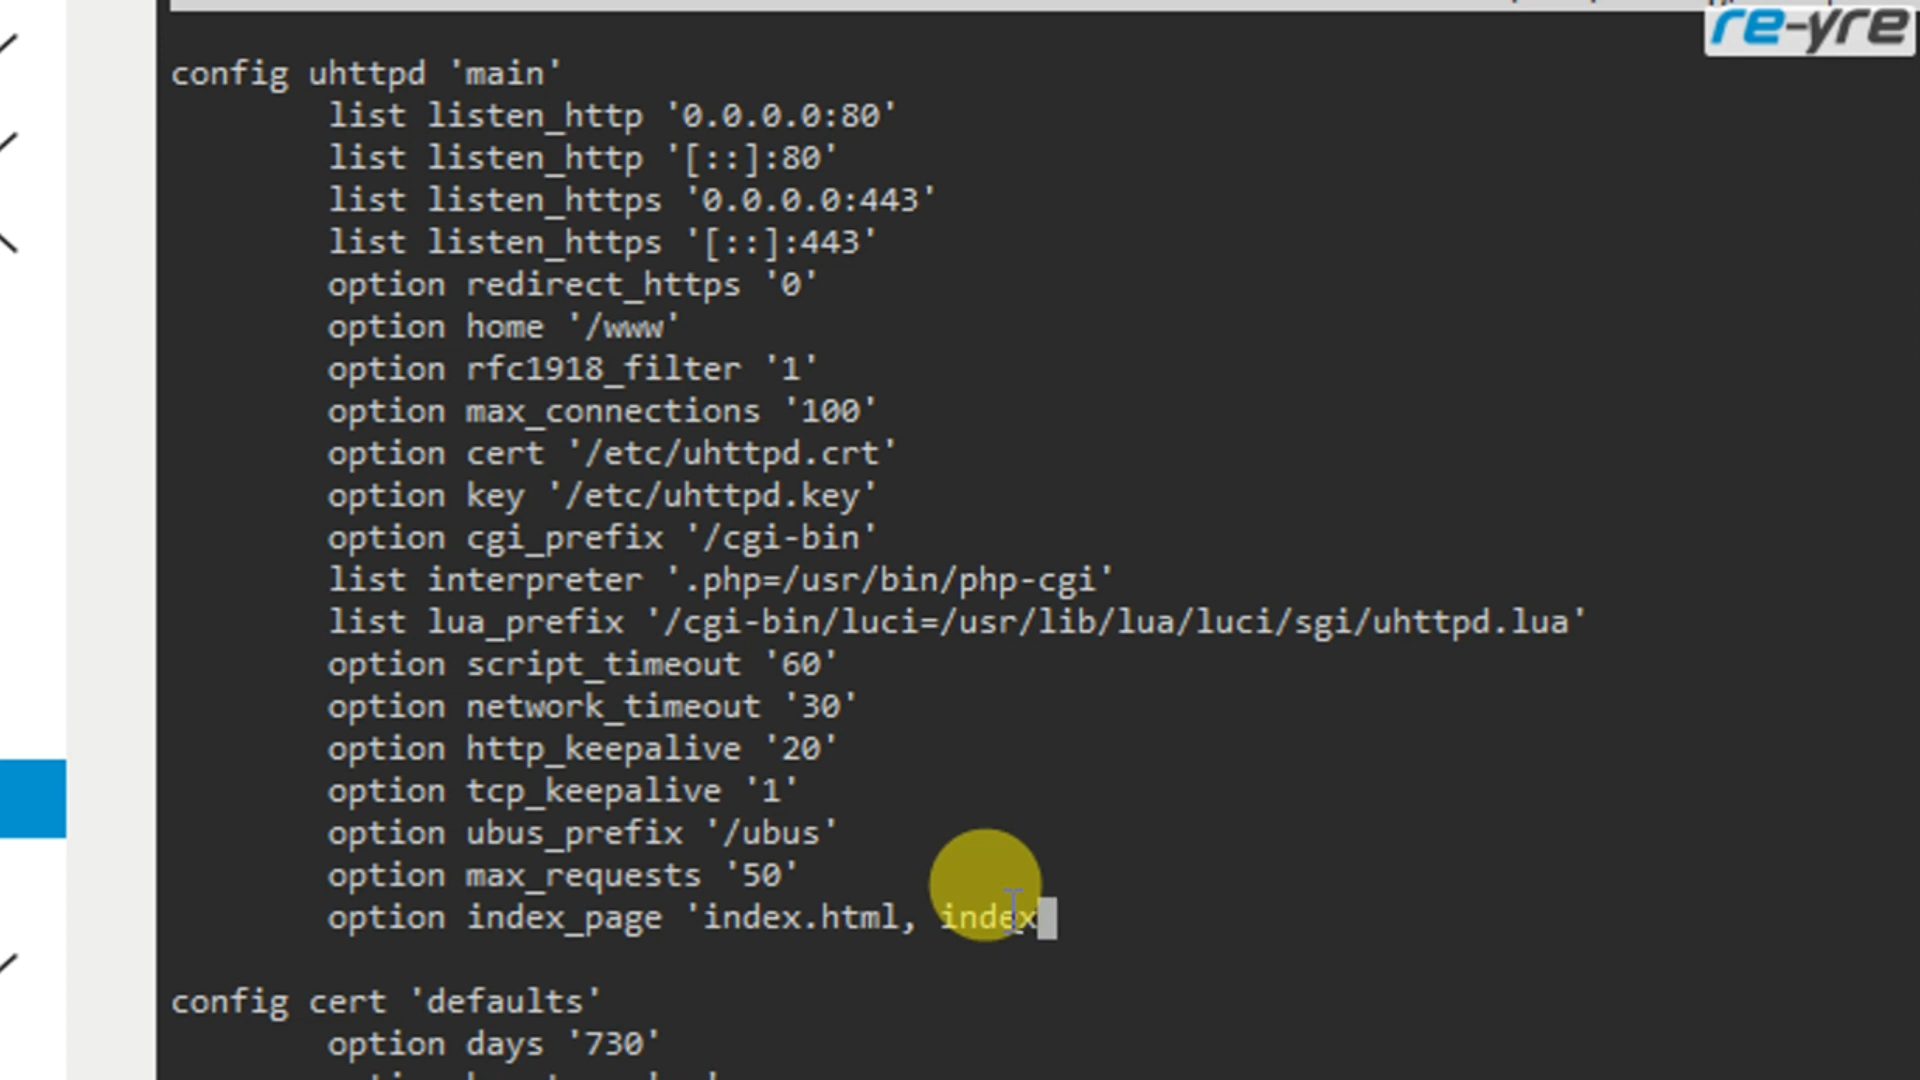 re-yre
config uhttpd 'main'
list listen_http '0.0.0.0:80'
list listen_http '[::]:80'
list listen_https '0.0.0.0:443'
list listen_https '[::]:443'
option redirect_https '0'
option home '/www'
option rfc1918_filter '1'
option max_connections '100'
option cert '/etc/uhttpd.crt'
option key '/etc/uhttpd.key'
option cgi_prefix '/cgi-bin'
list interpreter '.php=/usr/bin/php-cgi'
list lua_prefix '/cgi-bin/luci=/usr/lib/lua/luci/sgi/uhttpd.lua'
option script_timeout '60'
option network_timeout '30'
option http_keepalive '20'
option tcp_keepalive '1'
option ubus_prefix '/ubus'
option max_requests '50'
option index_page 'index.html, index
config cert 'defaults'
option days '730'